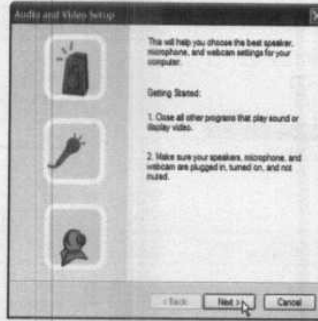 Audio and Video Setup
This will help you choose the best speaker,
microphone, and webcam settings for your
computer.
Getting Started:
1. Close all other programs that play sound or
display video.
2. Make sure your speakers, microphone, and
webcam are plugged in, turned on, and not
muted.
< Back
Next >
Cancel